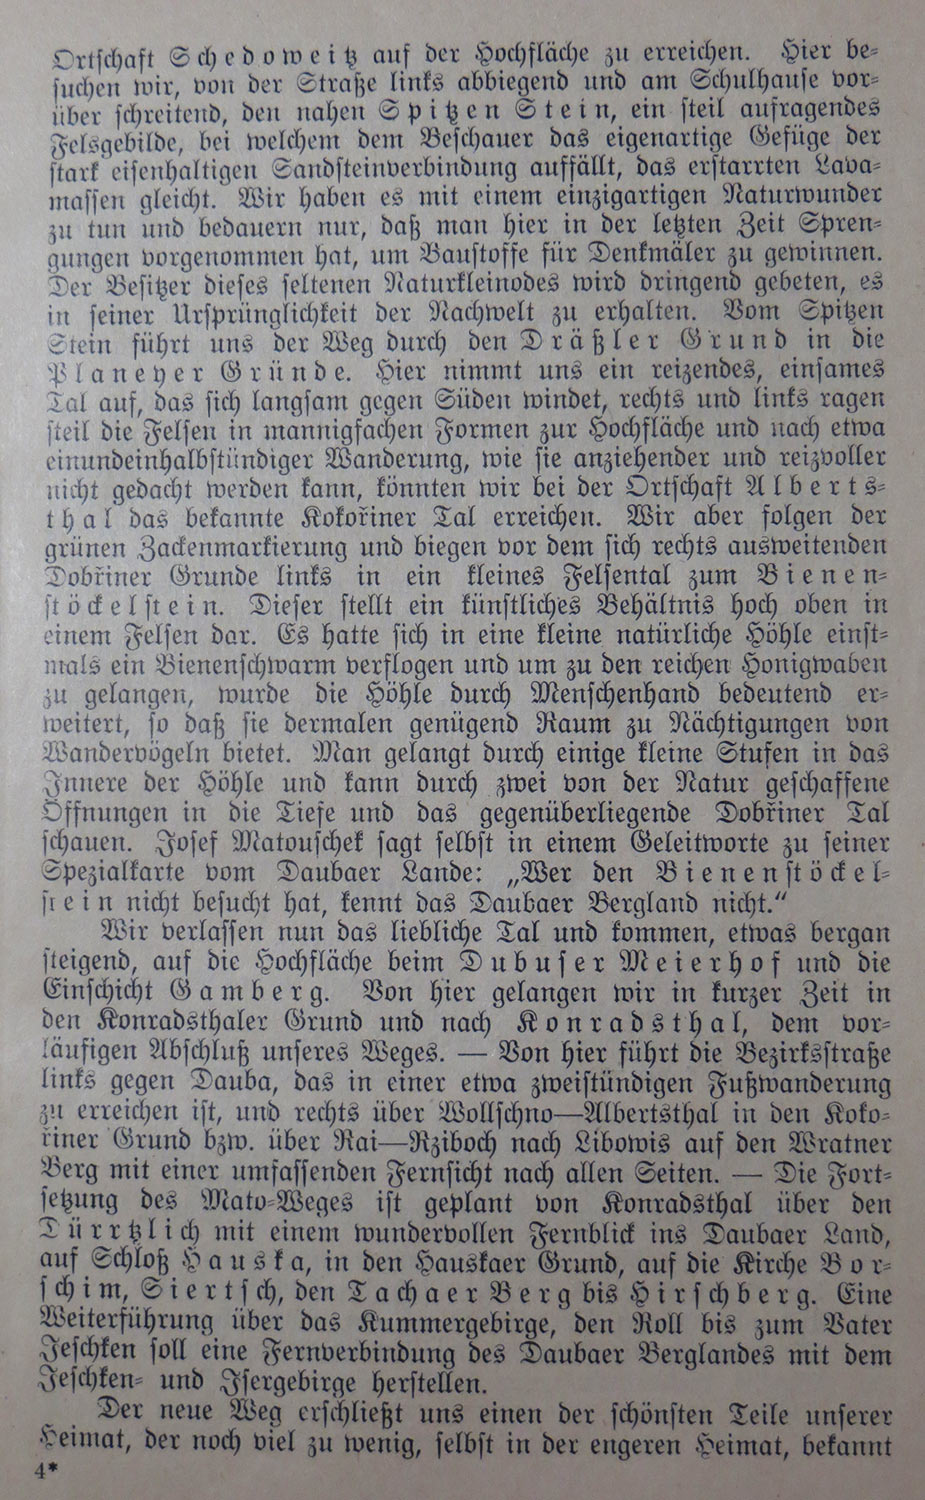 Ortschaft Schedoweitz auf der Hochfläche zu erreichen. Hier be-
suchen wir, von der Straße links abbiegend und am Schulhause vor-
über schreitend, den nahen Spitzen Stein, ein steil aufragendes
Felsgebilde, bei welchem dem Beschauer das eigenartige Gefüge der
stark eisenhaltigen Sandsteinverbindung auffällt, das erstarrten Lava-
massen gleicht. Wir haben es mit einem einzigartigen Naturwunder
zu tun und bedauern nur, daß man hier in der letzten Zeit Spren-
gungen vorgenommen hat, um Baustoffe für Denkmäler zu gewinnen.
Der Besitzer dieses seltenen Naturkleinodes wird dringend gebeten, es
in seiner Ursprünglichkeit der Nachwelt zu erhalten. Vom Spitzen
Stein führt uns der Weg durch den Dräßler Grund in die
Planeyer Gründe. Hier nimmt uns ein reizendes, einsames
Tal auf, das sich langsam gegen Süden windet, rechts und links ragen
steil die Felsen in mannigfachen Formen zur Hochfläche und nach etwa
einundeinhalbstündiger Wanderung, wie sie anziehender und reizvoller
nicht gedacht werden kann, könnten wir bei der Ortschaft Alberts-
thal das bekannte Kokořiner Tal erreichen. Wir aber folgen der
grünen Zackenmarkierung und biegen vor dem sich rechts ausweitenden
Dobřiner Grunde links in ein kleines Felsental zum Bienen-
stöckelstein. Dieser stellt ein künstliches Behältnis hoch oben in
einem Felsen dar. Es hatte sich in eine kleine natürliche Höhle einst-
mals ein Bienenschwarm verflogen und um zu den reichen Honigwaben
zu gelangen, wurde die Höhle durch Menschenhand bedeutend er-
weitert, so daß sie dermalen genügend Raum zu Nächtigungen von
Wandervögeln bietet. Man gelangt durch einige kleine Stufen in das
Innere der Höhle und kann durch zwei von der Natur geschaffene
Öffnungen in die Tiefe und das gegenüberliegende Dobřiner Tal
schauen. Josef Matouschek sagt selbst in einem Geleitworte zu seiner
Spezialkarte vom Daubaer Lande: „Wer den Bienenstöckel-
stein nicht besucht hat, kennt das Daubaer Bergland nicht.“
Wir verlassen nun das liebliche Tal und kommen, etwas bergan
steigend, auf die Hochfläche beim Dubuser Meierhof und die
Einschicht Gamberg. Von hier gelangen wir in kurzer Zeit in
den Konradsthaler Grund und nach Konradsthal, dem vor-
läufigen Abschluß unseres Weges. — Von hier führt die Bezirksstraße
links gegen Dauba, das in einer etwa zweistündigen Fußwanderung
zu erreichen ist, und rechts über Wollschno—Albertsthal in den Koko-
řiner Grund bzw. über Rai—Rziboch nach Libowis auf den Wratner
Berg mit einer umfassenden Fernsicht nach allen Seiten. — Die Fort-
setzung des Mato-Weges ist geplant von Konradsthal über den
Dürrtzlich mit einem wundervollen Fernblick ins Daubaer Land,
auf Schloß Hauska, in den Hauskaer Grund, auf die Kirche Bor-
schim, Siertsch, den Tachaer Berg bis Hirschberg. Eine
Weiterführung über das Kummergebirge, den Roll bis zum Vater
Jeschken soll eine Fernverbindung des Daubaer Berglandes mit dem
Jeschken- und Isergebirge herstellen.
Der neue Weg erschließt uns einen der schönsten Teile unserer
Heimat, der noch viel zu wenig, selbst in der engeren Heimat, bekannt
4*